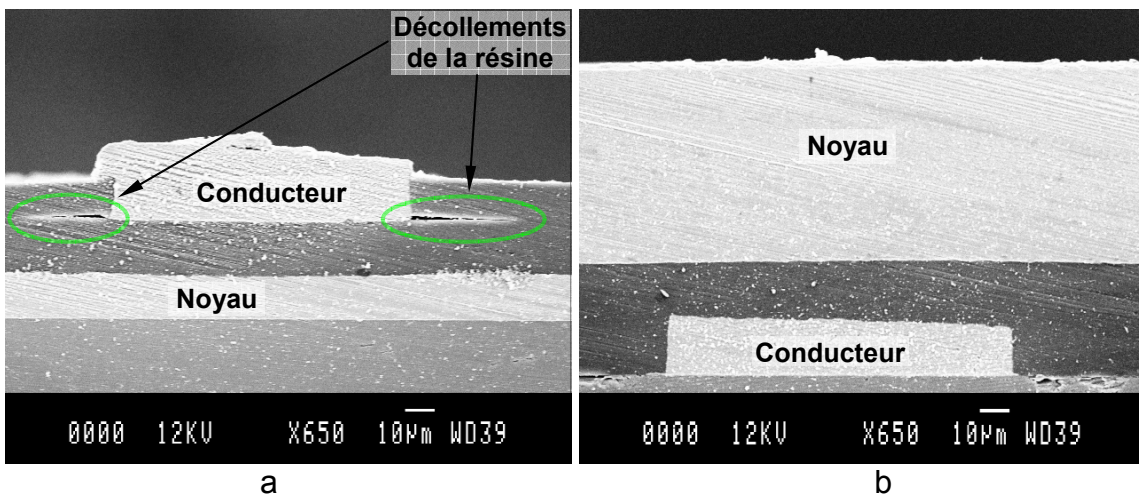 Décollements
de la résine
Conducteur
Noyau
0000 12KV X650 10µm WD39
a
Noyau
Conducteur
0000 12KV X650 10µm WD39
b